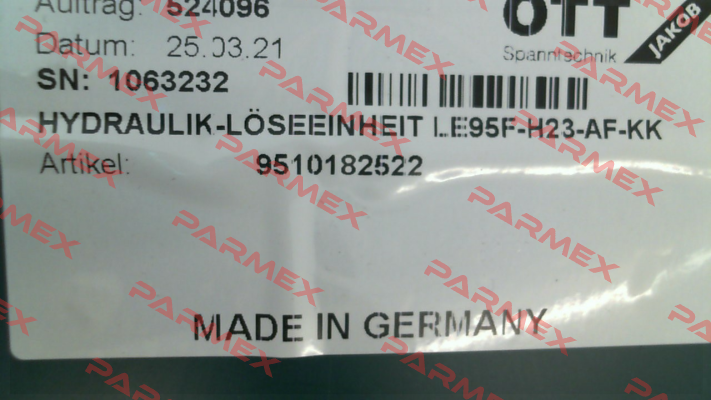 Auftrag: 524096
OTT
JAKOB
Datum: 25.03.21
Spanntechnik
SN: 1063232
HYDRAULIK-LÖSEEINHEIT LE95F-H23-AF-KK
Artikel: 9510182522
MADE IN GERMANY
PARMEX